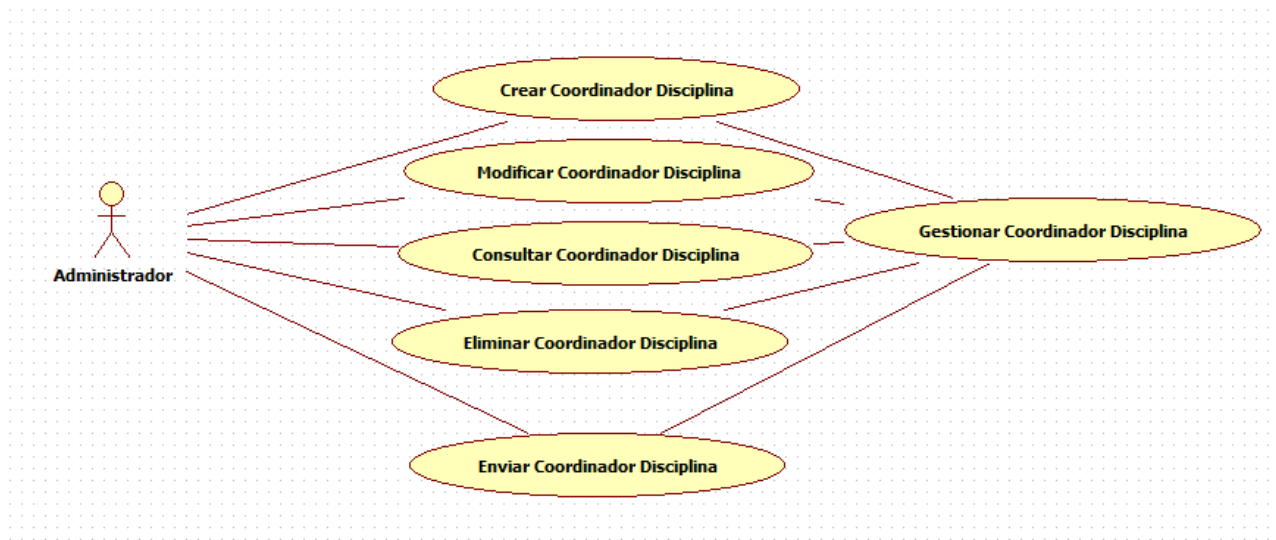 Crear Coordinador Disciplina
Modificar Coordinador Disciplina
Gestionar Coordinador Disciplina
Consultar Coordinador Disciplina
Administrador
Eliminar Coordinador Disciplina
Enviar Coordinador Disciplina